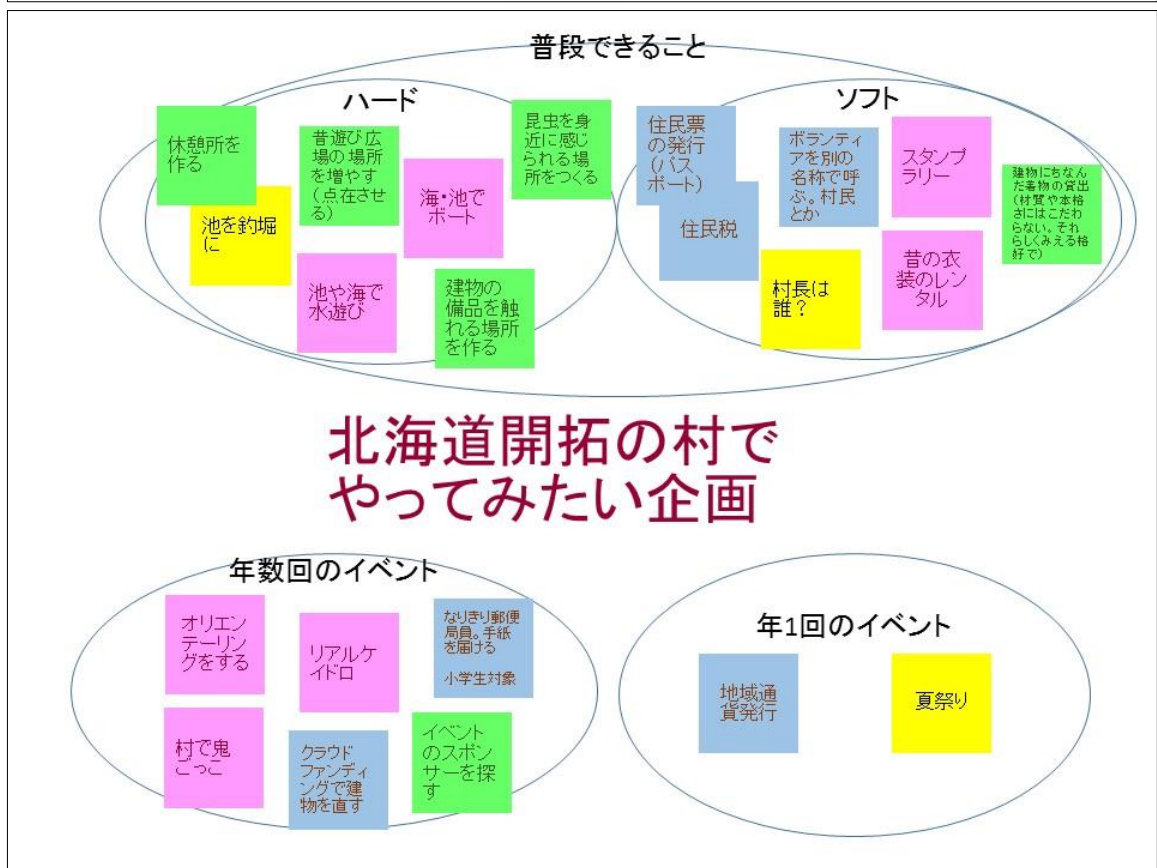 普段できること
ハード
休憩所を
作る
池を釣堀
に
昔遊び広
場の場所
を増やす
(点在させ
る)
海・池で
ボート
池や海で
水遊び
昆虫を身
近に感じ
られる場
所をつくる
建物の
備品を触
れる場所
を作る
ソフト
住民票
の発行
(パス
ポート)
住民税
ボランティ
アを別の
名称で呼
ぶ。村民
とか
村長は
誰?
スタンプ
ラリー
昔の衣
装のレン
タル
建物にちなん
だ着物の貸出
(材質や本格
さにはこだわ
らない。それ
らしくみえる格
好で)
北海道開拓の村で
やってみたい企画
年数回のイベント
オリエン
テーリン
グをする
リアルケ
イドロ
なりきり郵便
局員。手紙
を届ける
小学生対象
村で鬼
ごっこ
クラウド
ファンディ
ングで建
物を直す
イベント
のスポン
サーを探
す
年1回のイベント
地域通
貨発行
夏祭り